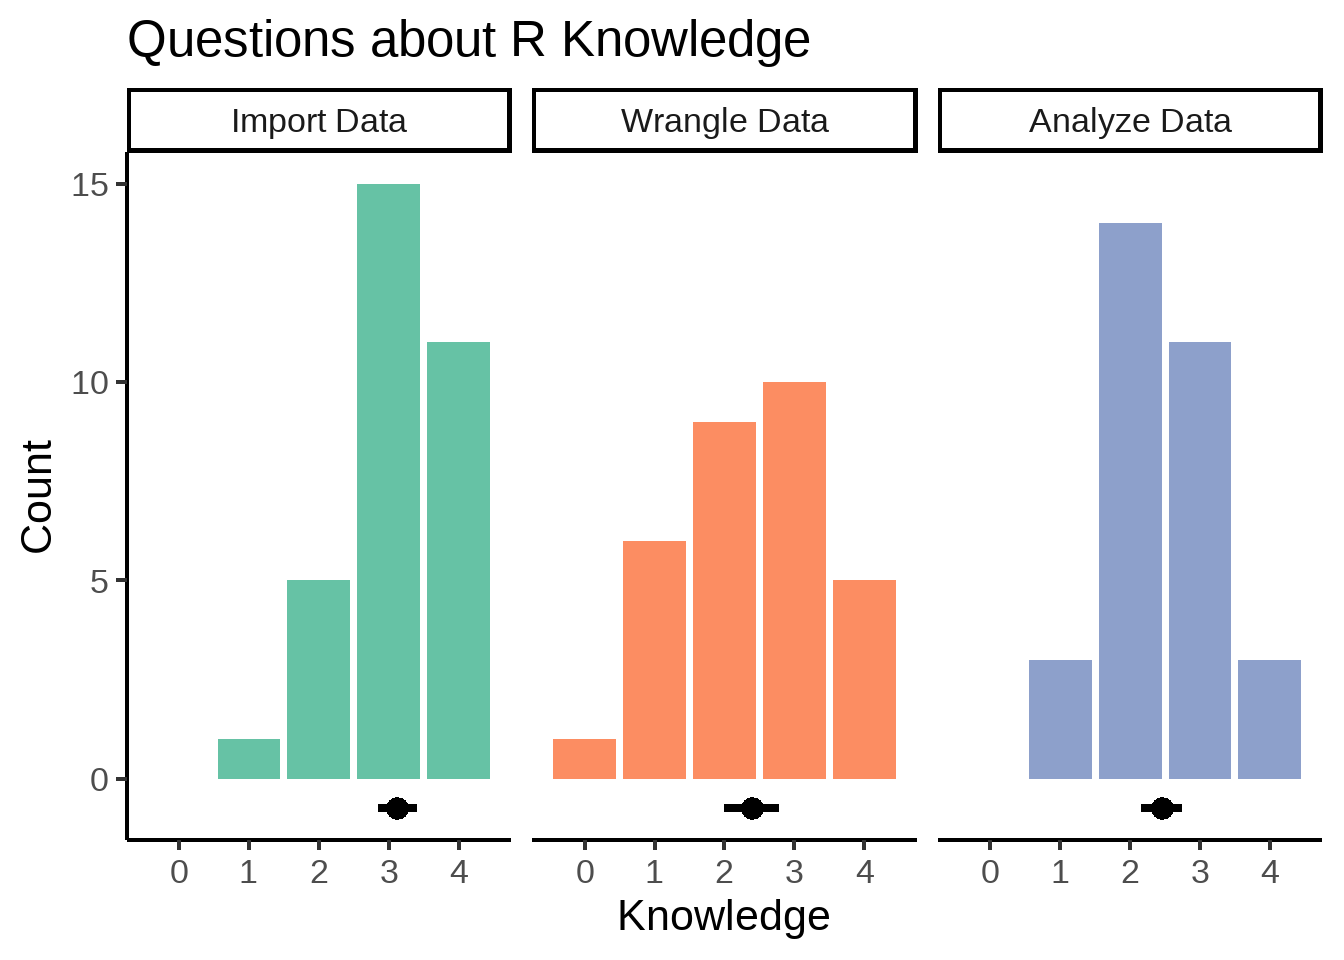 Questions about R Knowledge
Import Data Wrangle Data Analyze Data
15
10
5
0
Count
0 1 2 3 4 0 1 2 3 4 0 1 2 3 4
Knowledge